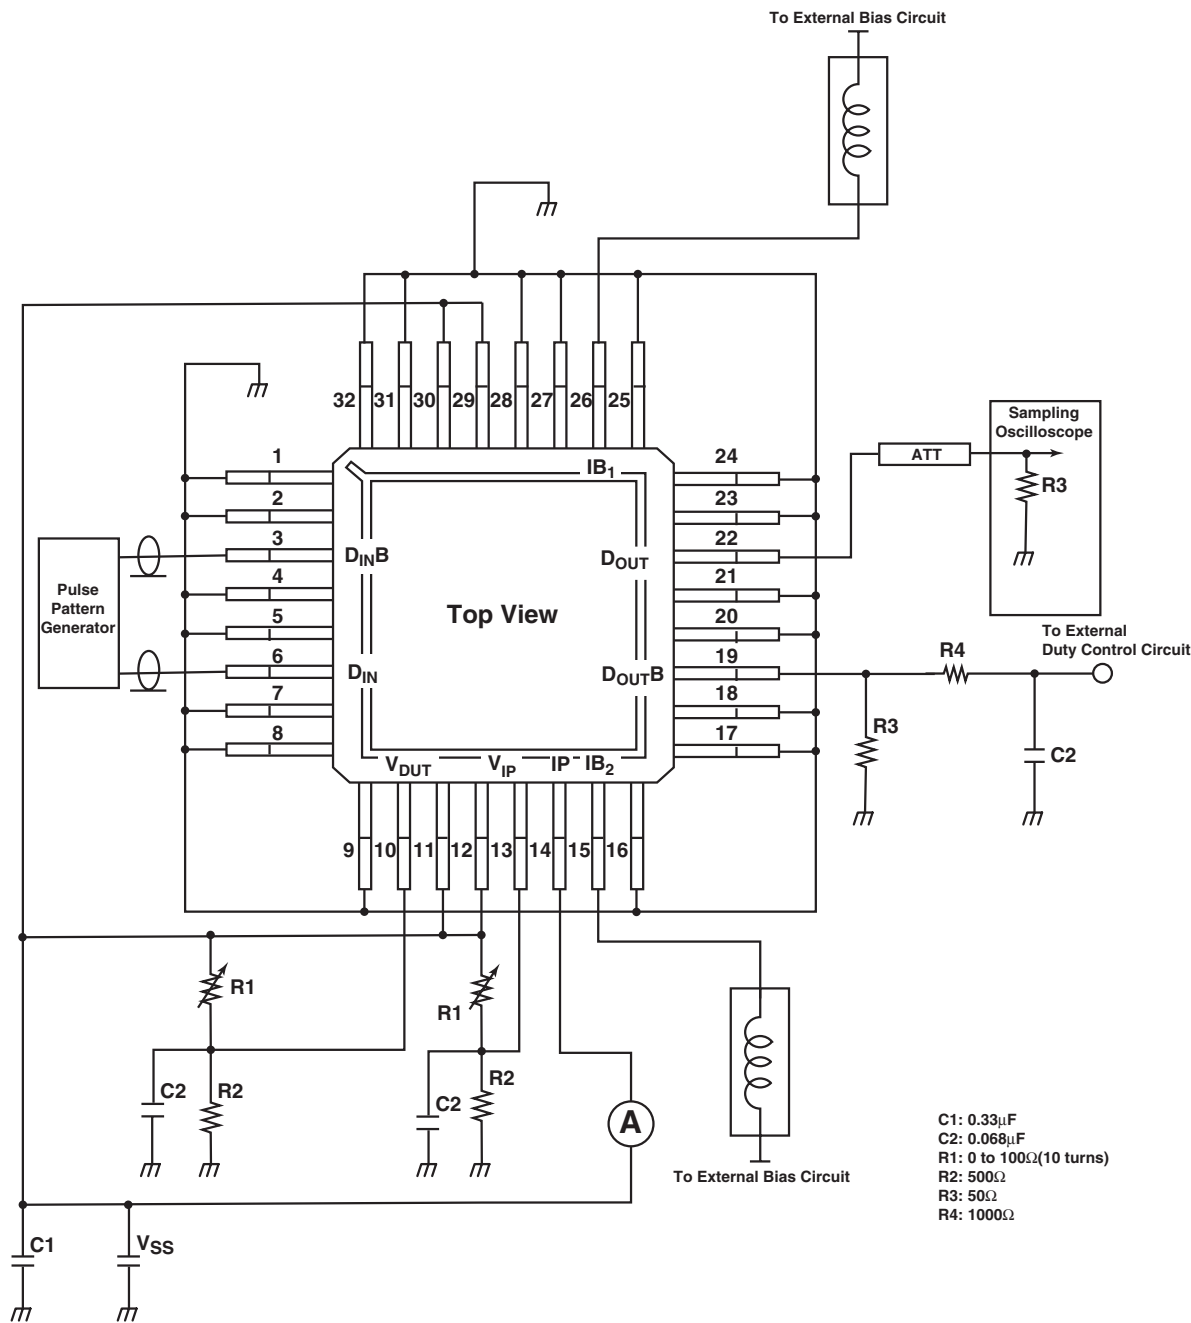 To External Bias Circuit
32 31 30 29 28 27 26 25
Sampling
Oscilloscope
ATT
R3
1
2
3
4
5
6
7
8
IB1
DINB
DOUT
DIN
DOUTB
Top View
24
23
22
21
20
19
18
17
Pulse
Pattern
Generator
To External
Duty Control Circuit
R4
R3
C2
VDUT VIP IP IB2
9 10 11 12 13 14 15 16
R1
R1
C2
R2
C2
R2
A
To External Bias Circuit
C1
VSS
C1: 0.33μF
C2: 0.068μF
R1: 0 to 100Ω(10 turns)
R2: 500Ω
R3: 50Ω
R4: 1000Ω